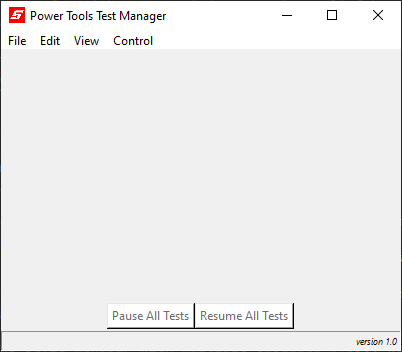 Power Tools Test Manager
File Edit View Control
Pause All Tests Resume All Tests
version 1.0